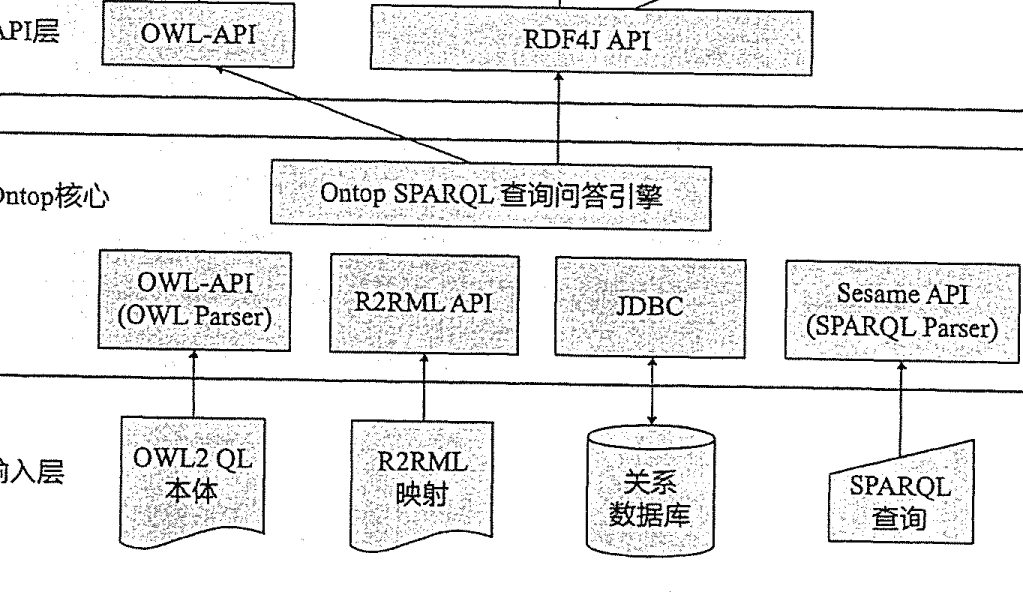 API层
OWL-API
RDF4J API
Ontop核心
Ontop SPARQL 查询问答引擎
OWL-API
(OWL Parser)
R2RML API
JDBC
Sesame API
(SPARQL Parser)
输入层
OWL2 QL
本体
R2RML
映射
关系
数据库
SPARQL
查询